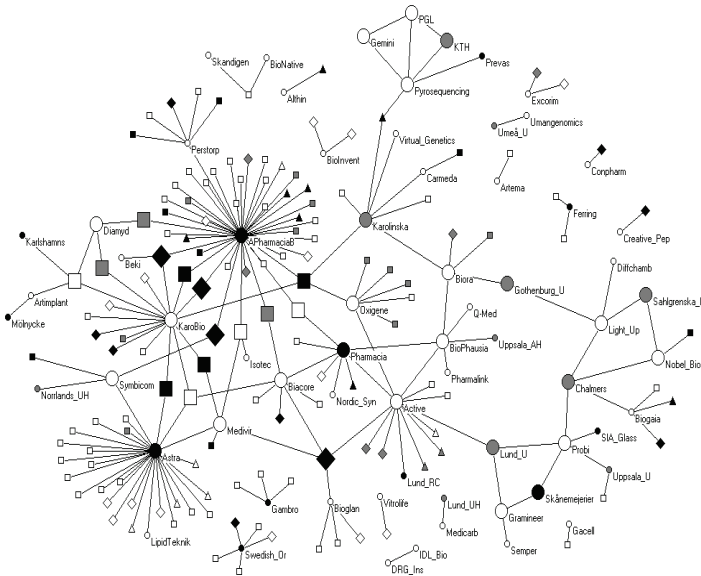 PGL
Gemini
KTH
Skandigen
BioNative
Prevas
Pyrosequencing
Althin
Excorim
Umangenomics
Umeå_U
Virtual_Genetics
Perstorp
BioInvent
Carmeda
Conpharm
Artema
Ferring
Karolinska
Diamyd
APharmaciaB
Creative_Pep
Karlshamns
Beki
Diffchamb
Biora
Gothenburg_U
Artimplant
Sahlgrenska_U
Oxigene
Mölnycke
KaroBio
Q-Med
Light_Up
BioPhausia
Uppsala_AH
Pharmacia
Isotec
Nobel_Bio
Symbicom
Biacore
Pharmalink
Chalmers
Norrlands_UH
Nordic_Syn
Active
Biogaia
Medivir
SIA_Glass
Astra
Lund_U
Probi
Lund_RC
Uppsala_U
Skånemejerier
Gambro
Bioglan
Vitrolife
Lund_UH
Gramineer
Medicarb
Gacell
LipidTeknik
Semper
Swedish_Or
IDL_Bio
DRG_Ins